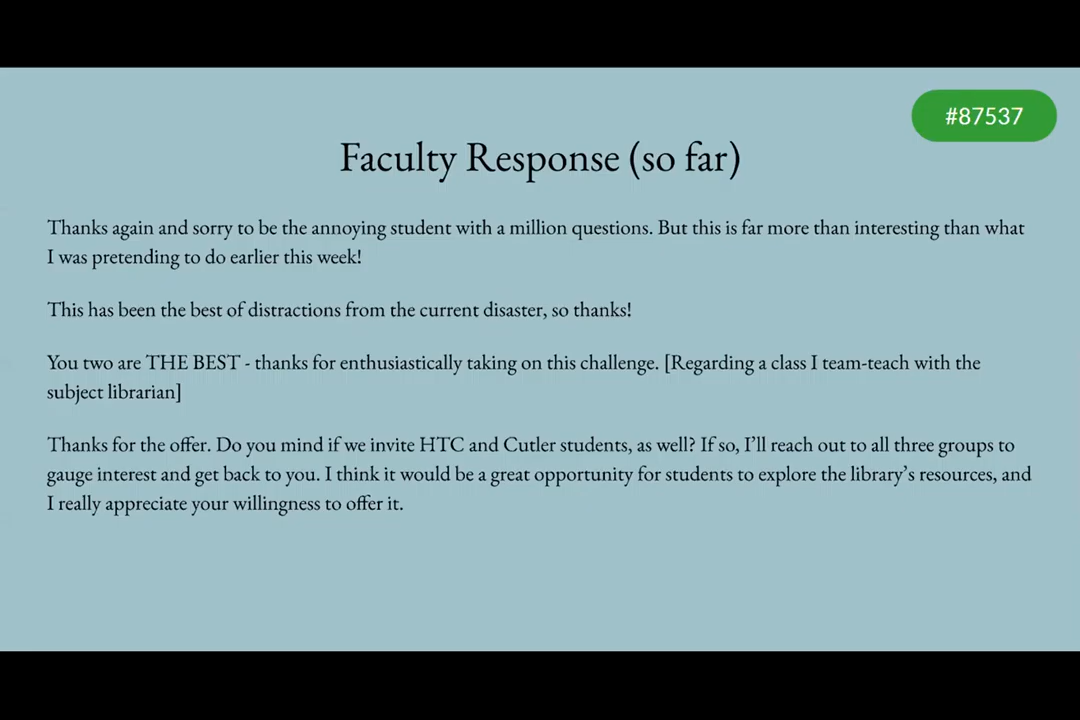 #87537
Faculty Response (so far)
Thanks again and sorry to be the annoying student with a million questions. But this is far more than interesting than what
I was pretending to do earlier this week!
This has been the best of distractions from the current disaster, so thanks!
You two are THE BEST - thanks for enthusiastically taking on this challenge. [Regarding a class I team-teach with the
subject librarian]
Thanks for the offer. Do you mind if we invite HTC and Cutler students, as well? If so, I’ll reach out to all three groups to
gauge interest and get back to you. I think it would be a great opportunity for students to explore the library’s resources, and
I really appreciate your willingness to offer it.